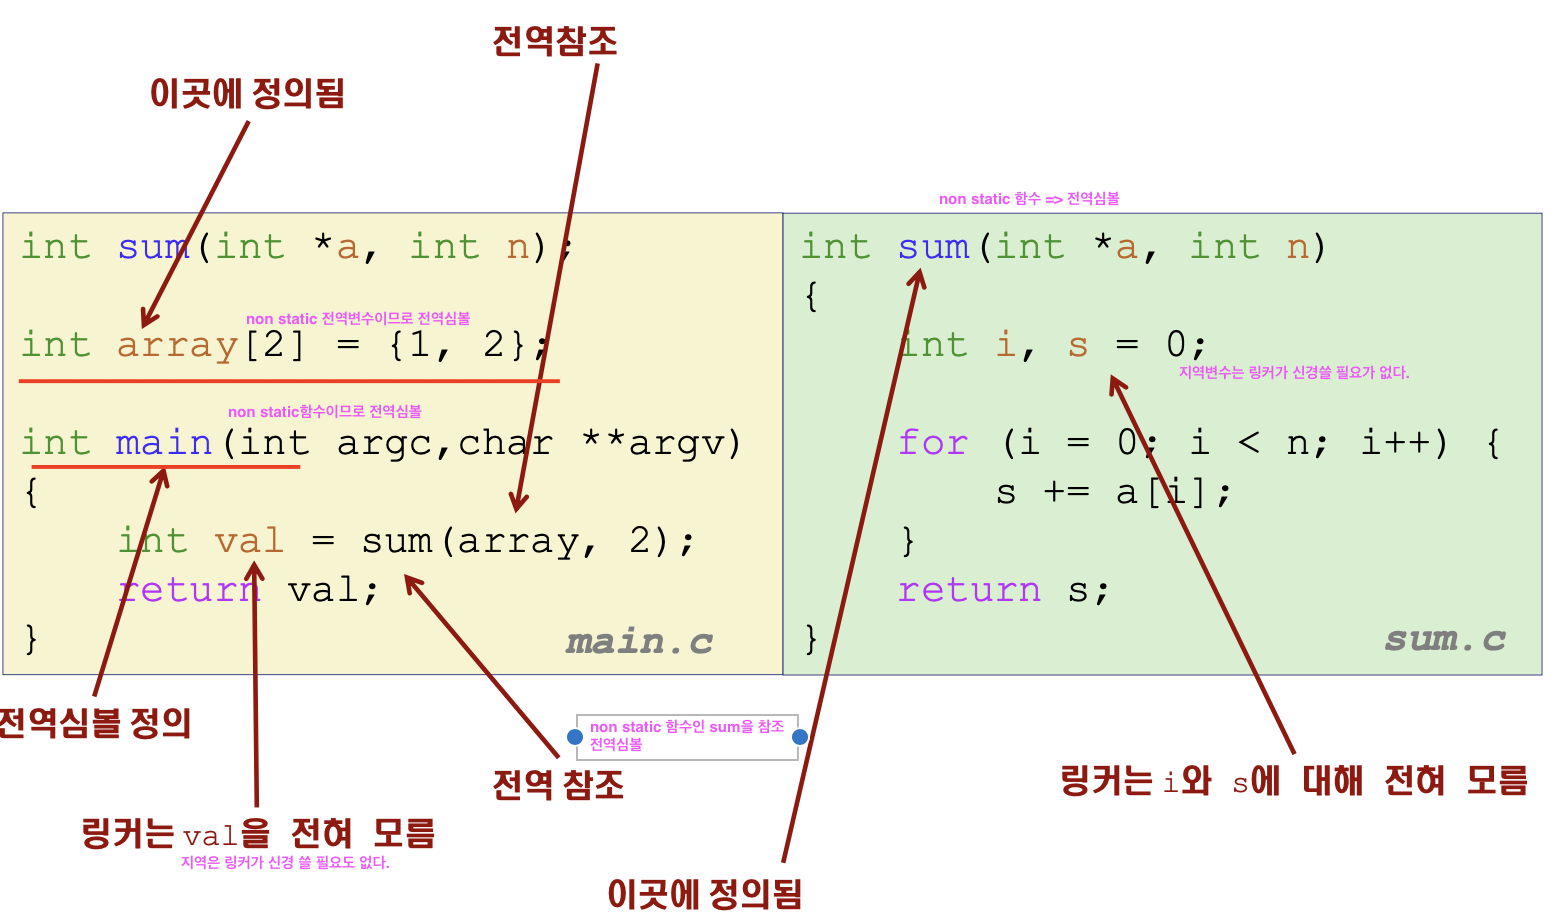 전역참조
이곳에 정의됨
non static 함수 => 전역심볼
int sum(int *a, int n);
non static 전역변수이므로 전역심볼
int array[2] = {1, 2};
non static함수이므로 전역심볼
int main(int argc,char **argv)
{
int val = sum(array, 2);
return val;
}
main.c
int sum(int *a, int n)
{
int i, s = 0;
지역변수는 링커가 신경쓸 필요가 없다.
for (i = 0; i < n; i++) {
s += a[i];
}
return s;
}
sum.c
전역심볼 정의
non static 함수인 sum을 참조
전역심볼
전역 참조
링커는 i와 s에 대해 전혀 모름
링커는 val을 전혀 모름
지역은 링커가 신경 쓸 필요도 없다.
이곳에 정의됨